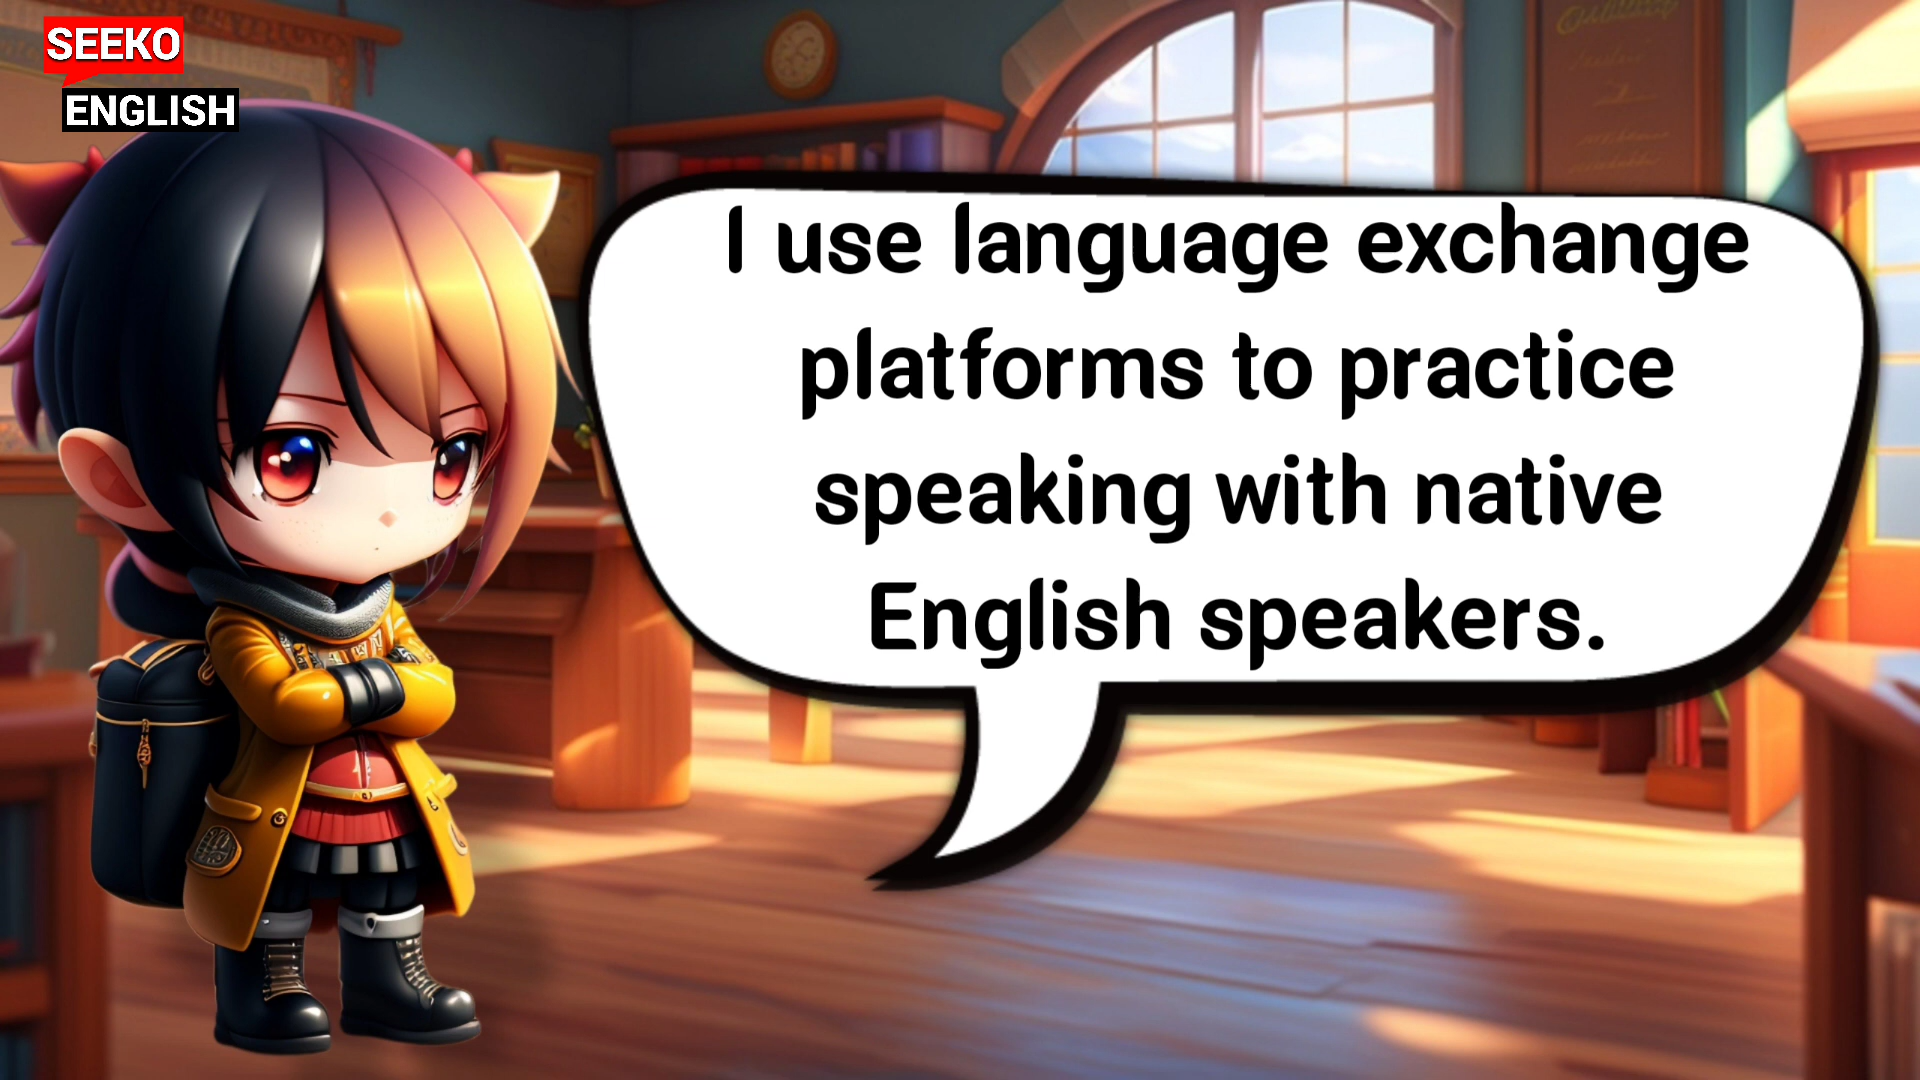 SEEKO
ENGLISH
I use language exchange
platforms to practice
speaking with native
English speakers.